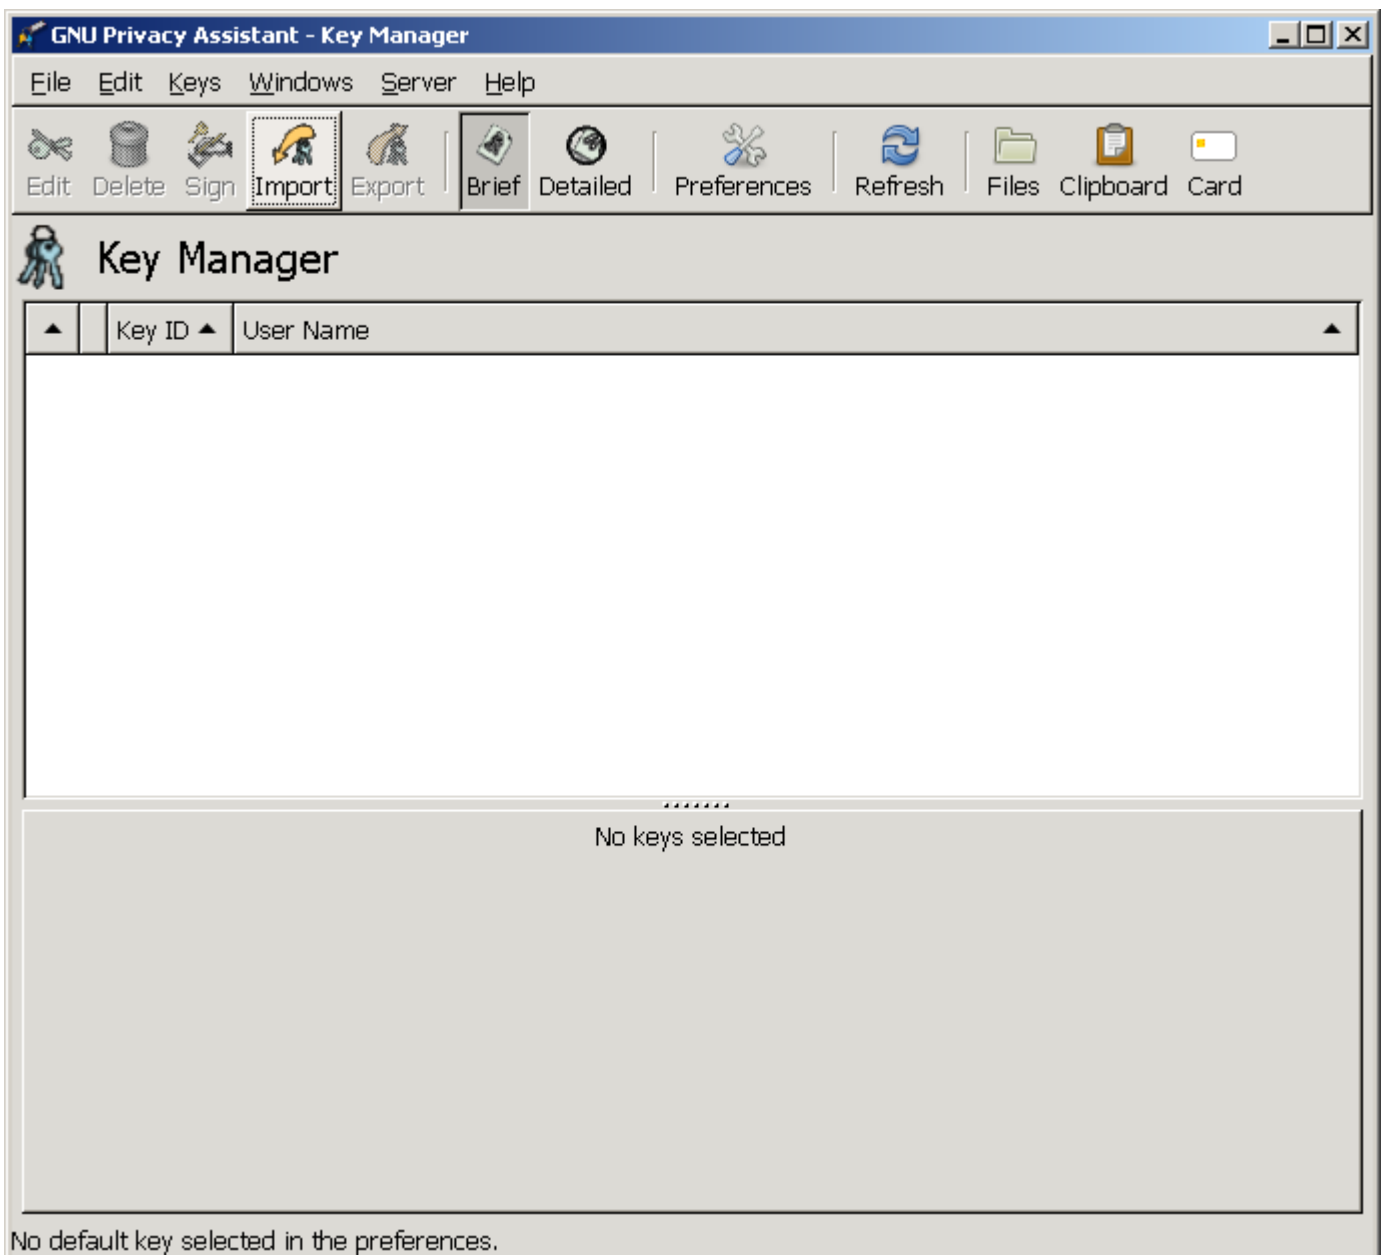 GNU Privacy Assistant - Key Manager
File Edit Keys Windows Server Help
Edit Delete Sign Import Export Brief Detailed Preferences Refresh Files Clipboard Card
Key Manager
Key ID User Name
No keys selected
No default key selected in the preferences.